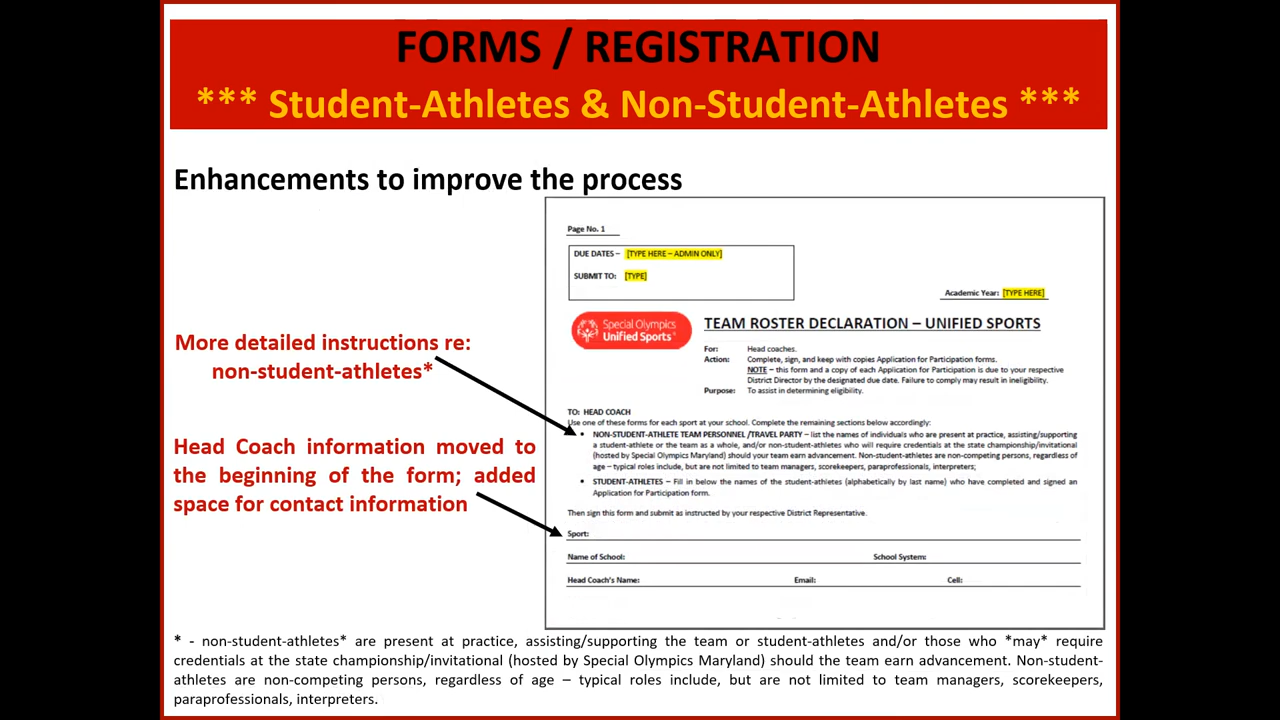 FORMS / REGISTRATION
*** Student-Athletes & Non-Student-Athletes ***
Enhancements to improve the process
Page No. 1
DUE DATES – [TYPE HERE – ADMIN ONLY]
SUBMIT TO: [TYPE]
Academic Year: [TYPE HERE]
Special Olympics
Unified Sports
TEAM ROSTER DECLARATION – UNIFIED SPORTS
For: Head coaches.
Action: Complete, sign, and keep with copies Application for Participation forms.
NOTE – this form and a copy of each Application for Participation is due to your respective
District Director by the designated due date. Failure to comply may result in ineligibility.
Purpose: To assist in determining eligibility.
More detailed instructions re:
non-student-athletes*
TO: HEAD COACH
Use one of these forms for each sport at your school. Complete the remaining sections below accordingly:
• NON-STUDENT-ATHLETE TEAM PERSONNEL /TRAVEL PARTY – list the names of individuals who are present at practice, assisting/supporting
a student-athlete or the team as a whole, and/or non-student-athletes who will require credentials at the state championship/invitational
(hosted by Special Olympics Maryland) should your team earn advancement. Non-student-athletes are non-competing persons, regardless of
age – typical roles include, but are not limited to team managers, scorekeepers, paraprofessionals, interpreters;
• STUDENT-ATHLETES – Fill in below the names of the student-athletes (alphabetically by last name) who have completed and signed an
Application for Participation form.
Then sign this form and submit as instructed by your respective District Representative.
Head Coach information moved to
the beginning of the form; added
space for contact information
Sport:
Name of School: School System:
Head Coach's Name: Email: Cell:
* - non-student-athletes* are present at practice, assisting/supporting the team or student-athletes and/or those who *may* require
credentials at the state championship/invitational (hosted by Special Olympics Maryland) should the team earn advancement. Non-student-
athletes are non-competing persons, regardless of age – typical roles include, but are not limited to team managers, scorekeepers,
paraprofessionals, interpreters.